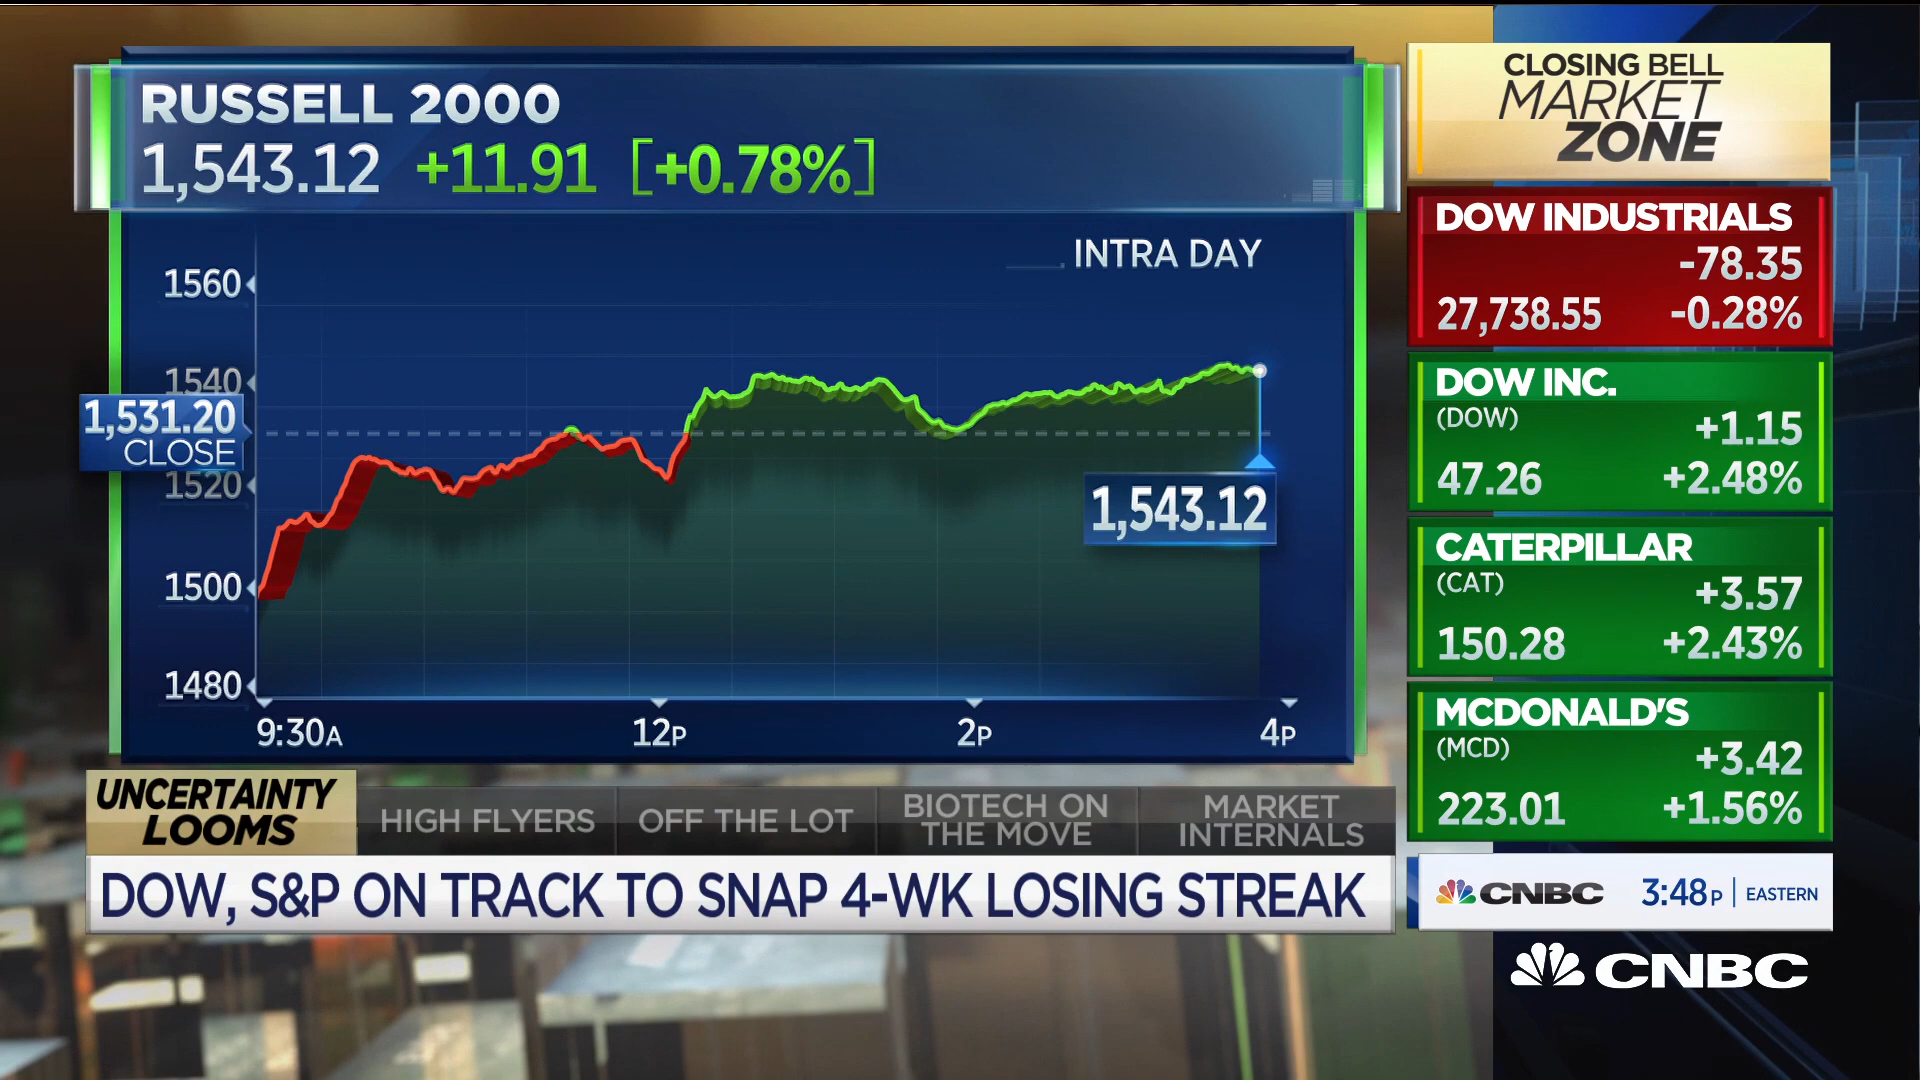 RUSSELL 2000
1,543.12 +11.91 [+0.78%]
INTRA DAY
1560
1540
1,531.20
CLOSE
1520
1500
1480
1,543.12
9:30A 12P 2P 4P
UNCERTAINTY
LOOMS
HIGH FLYERS
OFF THE LOT
BIOTECH ON
THE MOVE
MARKET
INTERNALS
DOW, S&P ON TRACK TO SNAP 4-WK LOSING STREAK
CLOSING BELL
MARKET
ZONE
DOW INDUSTRIALS
-78.35
27,738.55 -0.28%
DOW INC.
(DOW)
+1.15
47.26 +2.48%
CATERPILLAR
(CAT)
+3.57
150.28 +2.43%
MCDONALD'S
(MCD)
+3.42
223.01 +1.56%
CNBC 3:48P | EASTERN
CNBC